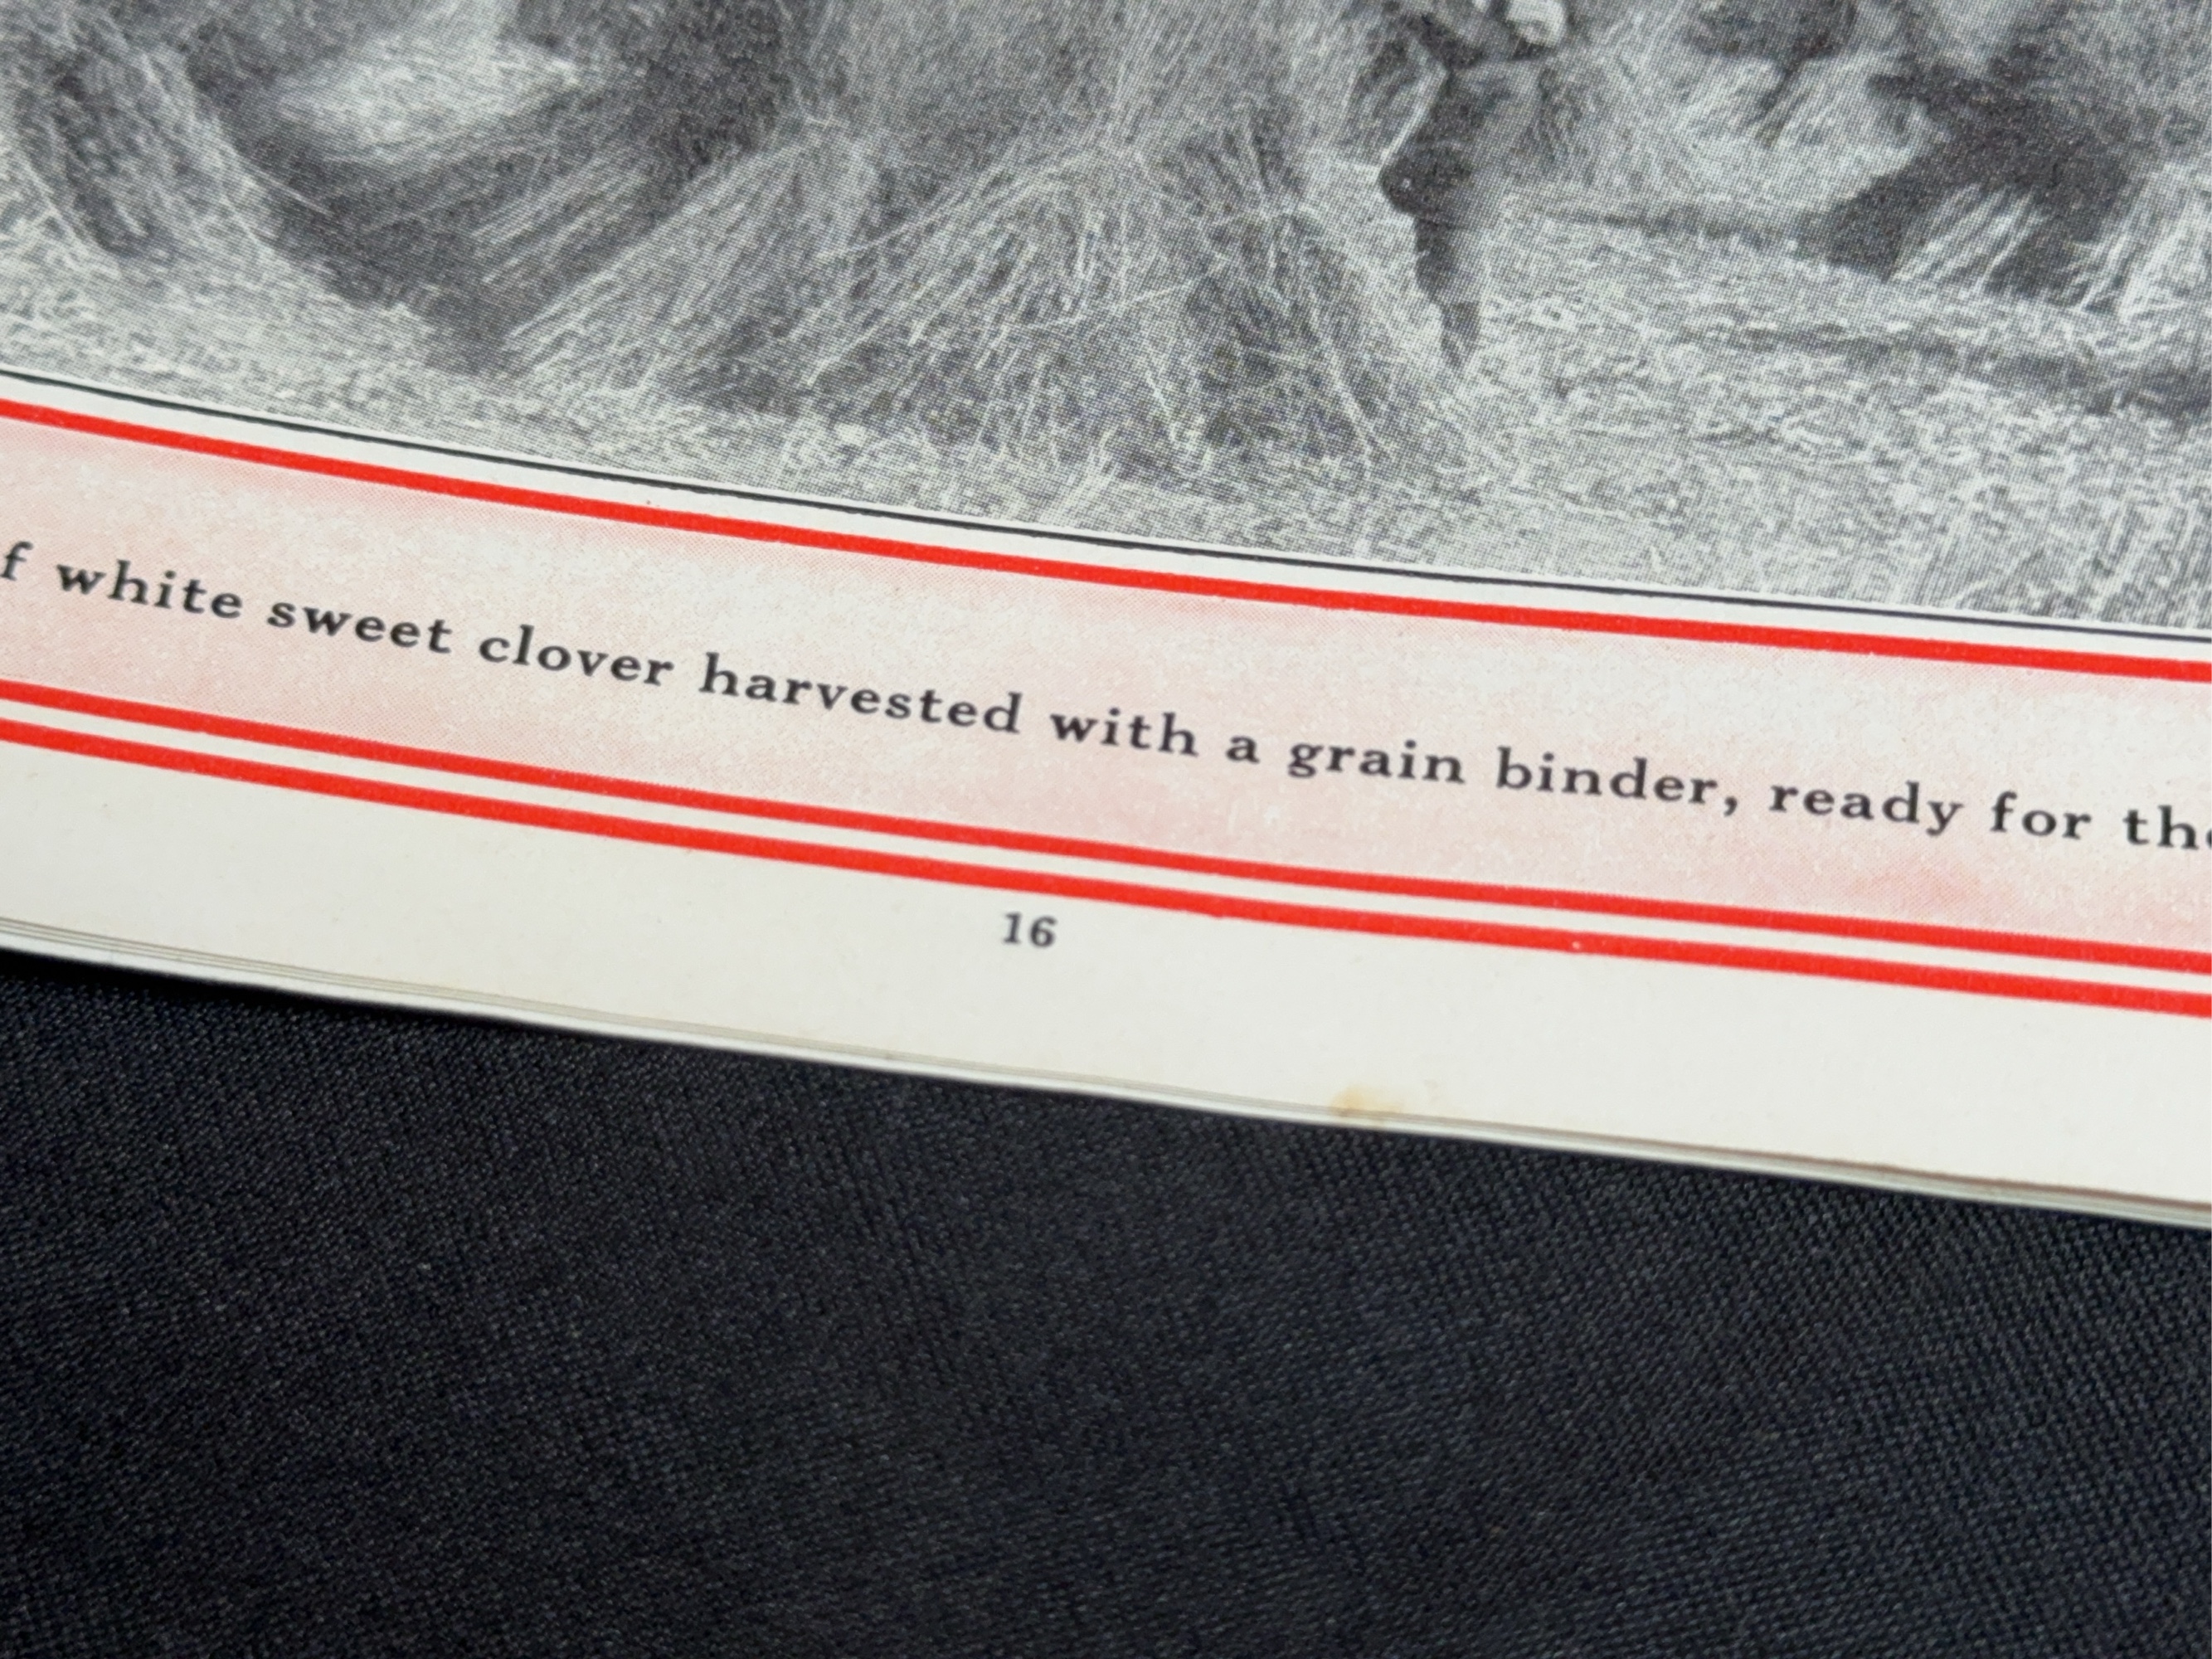 f white sweet clover harvested with a grain binder, ready for the
16